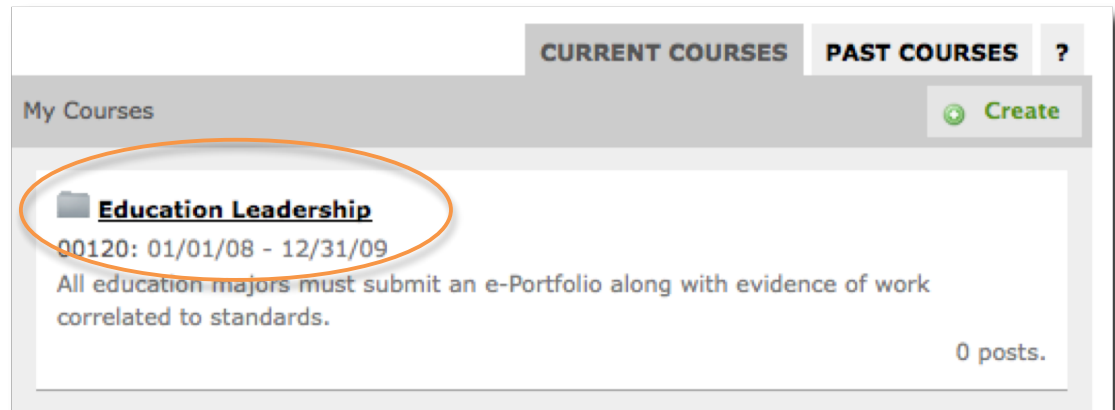 CURRENT COURSES PAST COURSES ?
My Courses Create
Education Leadership
00120: 01/01/08 - 12/31/09
All education majors must submit an e-Portfolio along with evidence of work
correlated to standards.
0 posts.